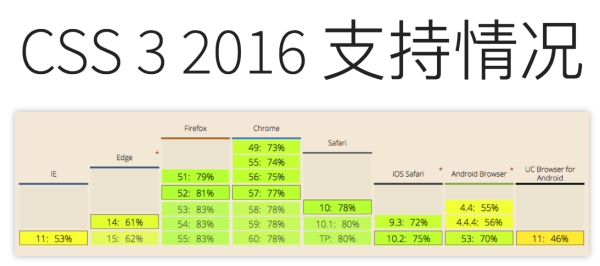 CSS 3 2016 支持情况
Firefox Chrome
49: 73% Safari
Edge * 55: 74%
IE 51: 79% 56: 75% iOS Safari * Android Browser * UC Browser for Android
52: 81% 57: 77%
53: 83% 58: 78% 10: 78% 4.4: 55%
14: 61% 54: 83% 59: 78% 10.1: 80% 9.3: 72% 4.4.4: 56%
11: 53% 15: 62% 55: 83% 60: 78% TP: 80% 10.2: 75% 53: 70% 11: 46%